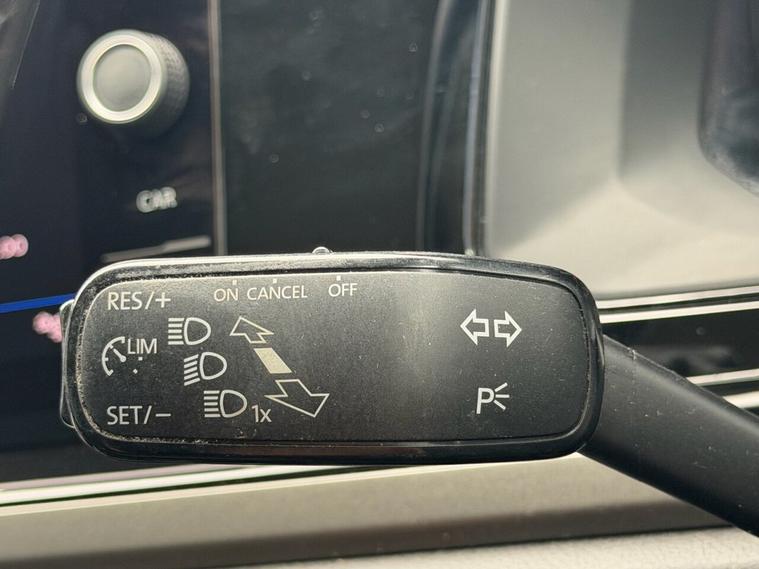 CAR
RES/+
ON CANCEL OFF
LIM
SET/−
1x
P